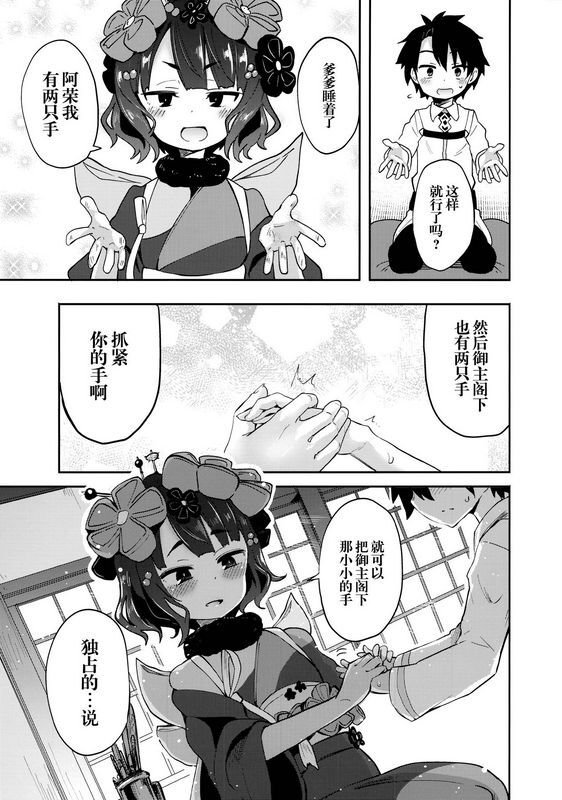 这样
就行了吗？
爹爹睡着了
阿荣我
有两只手
然后御主阁下
也有两只手
抓紧
你的手啊
就可以
把御主阁下
那小小的手
独占的…说